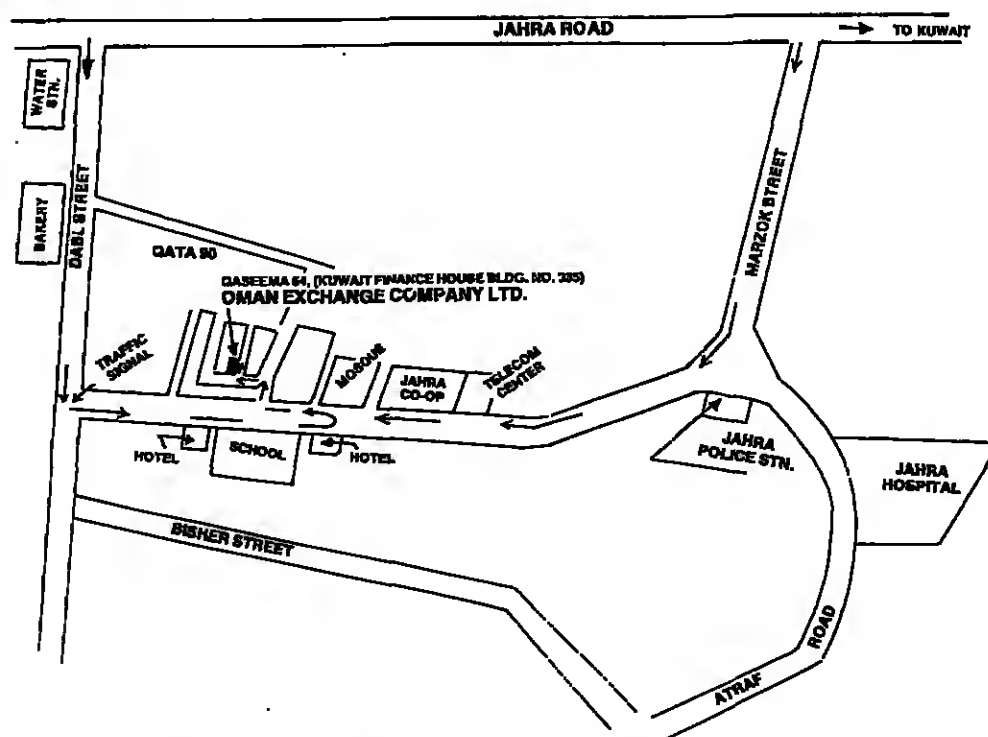 JAHRA ROAD
TO KUWAIT
WATER
STN.
BAKERY
DABL STREET
MARZOK STREET
QATA 90
QASEEMA 64, (KUWAIT FINANCE HOUSE BLDG. NO. 335)
OMAN EXCHANGE COMPANY LTD.
TRAFFIC
SIGNAL
MOSQUE
JAHRA
CO-OP
TELECOM
CENTER
HOTEL
SCHOOL
HOTEL
JAHRA
POLICE STN.
JAHRA
HOSPITAL
BISHER STREET
ATRAF
ROAD